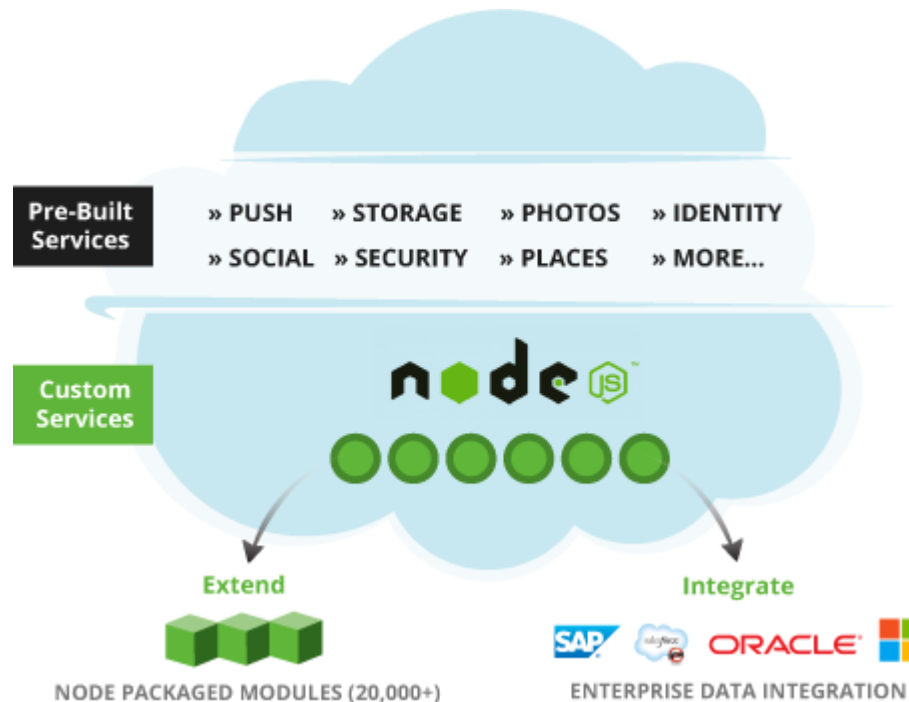 Pre-Built
Services
» PUSH » STORAGE » PHOTOS » IDENTITY
» SOCIAL » SECURITY » PLACES » MORE...
Custom
Services
node JS™
Extend
Integrate
SAP ORACLE
NODE PACKAGED MODULES (20,000+)
ENTERPRISE DATA INTEGRATION